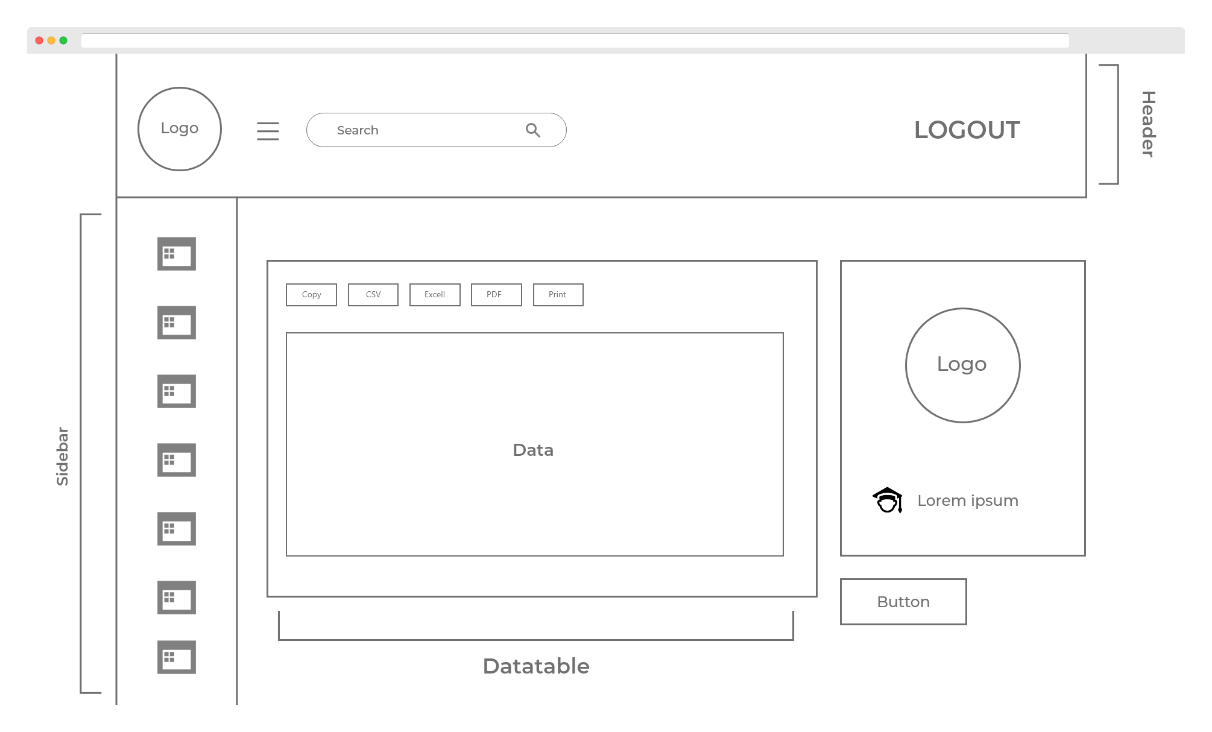 Logo
Search
LOGOUT
Header
Sidebar
Copy
CSV
Excell
PDF
Print
Data
Logo
Lorem ipsum
Button
Datatable